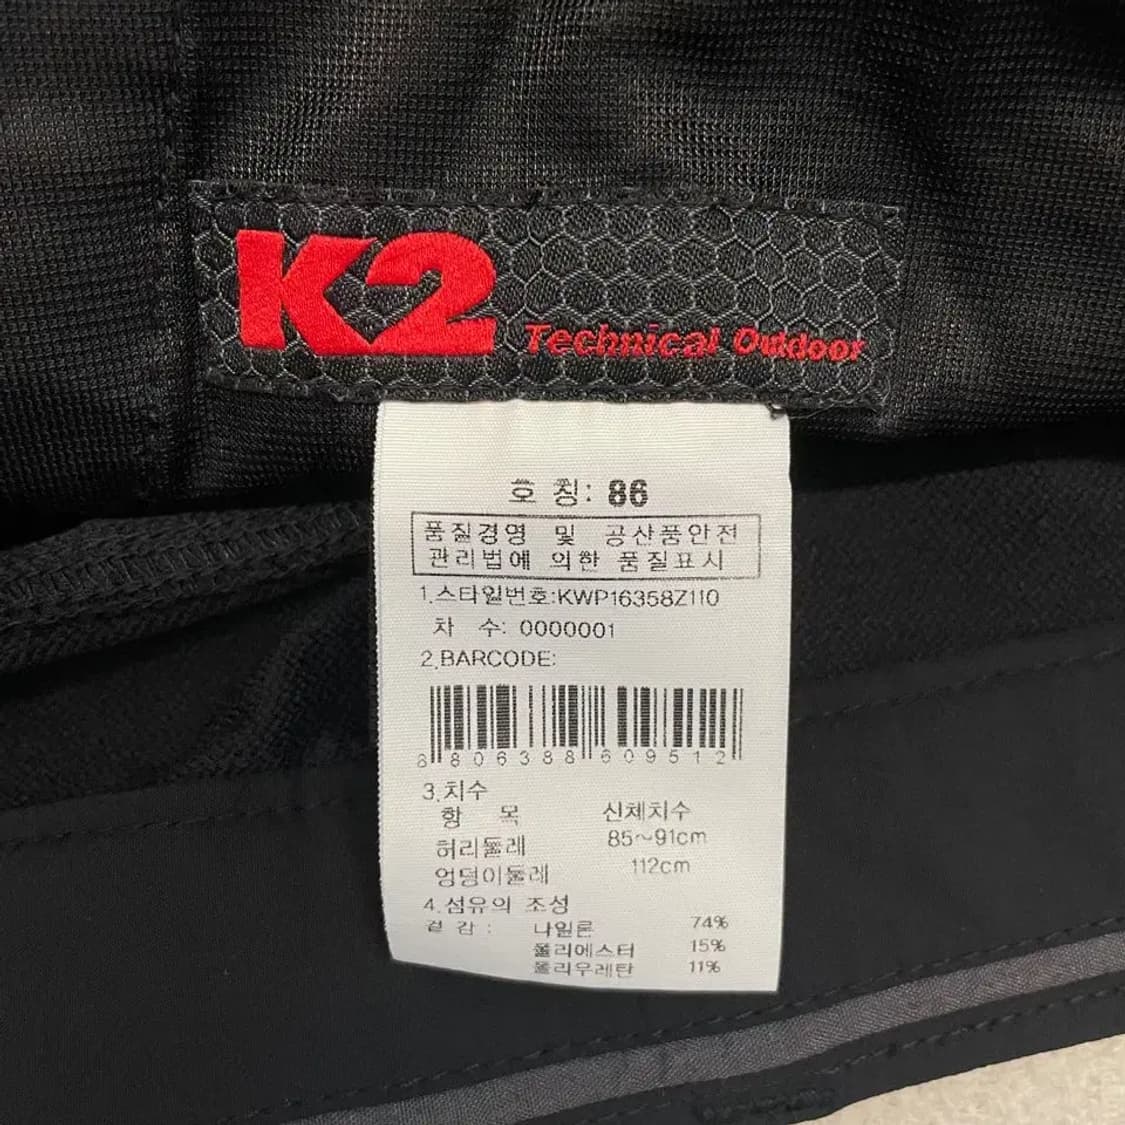 K2 Technical Outdoor
호 칭: 86
품질경영 및 공산품안전
관리법에 의한 품질표시
1.스타일번호:KWP16358Z110
차 수: 0000001
2.BARCODE:
8 806388 609512
3.치수
항 목 신체치수
허리둘레 85~91cm
엉덩이둘레 112cm
4.섬유의 조성
겉 감 : 나일론 74%
폴리에스터 15%
폴리우레탄 11%